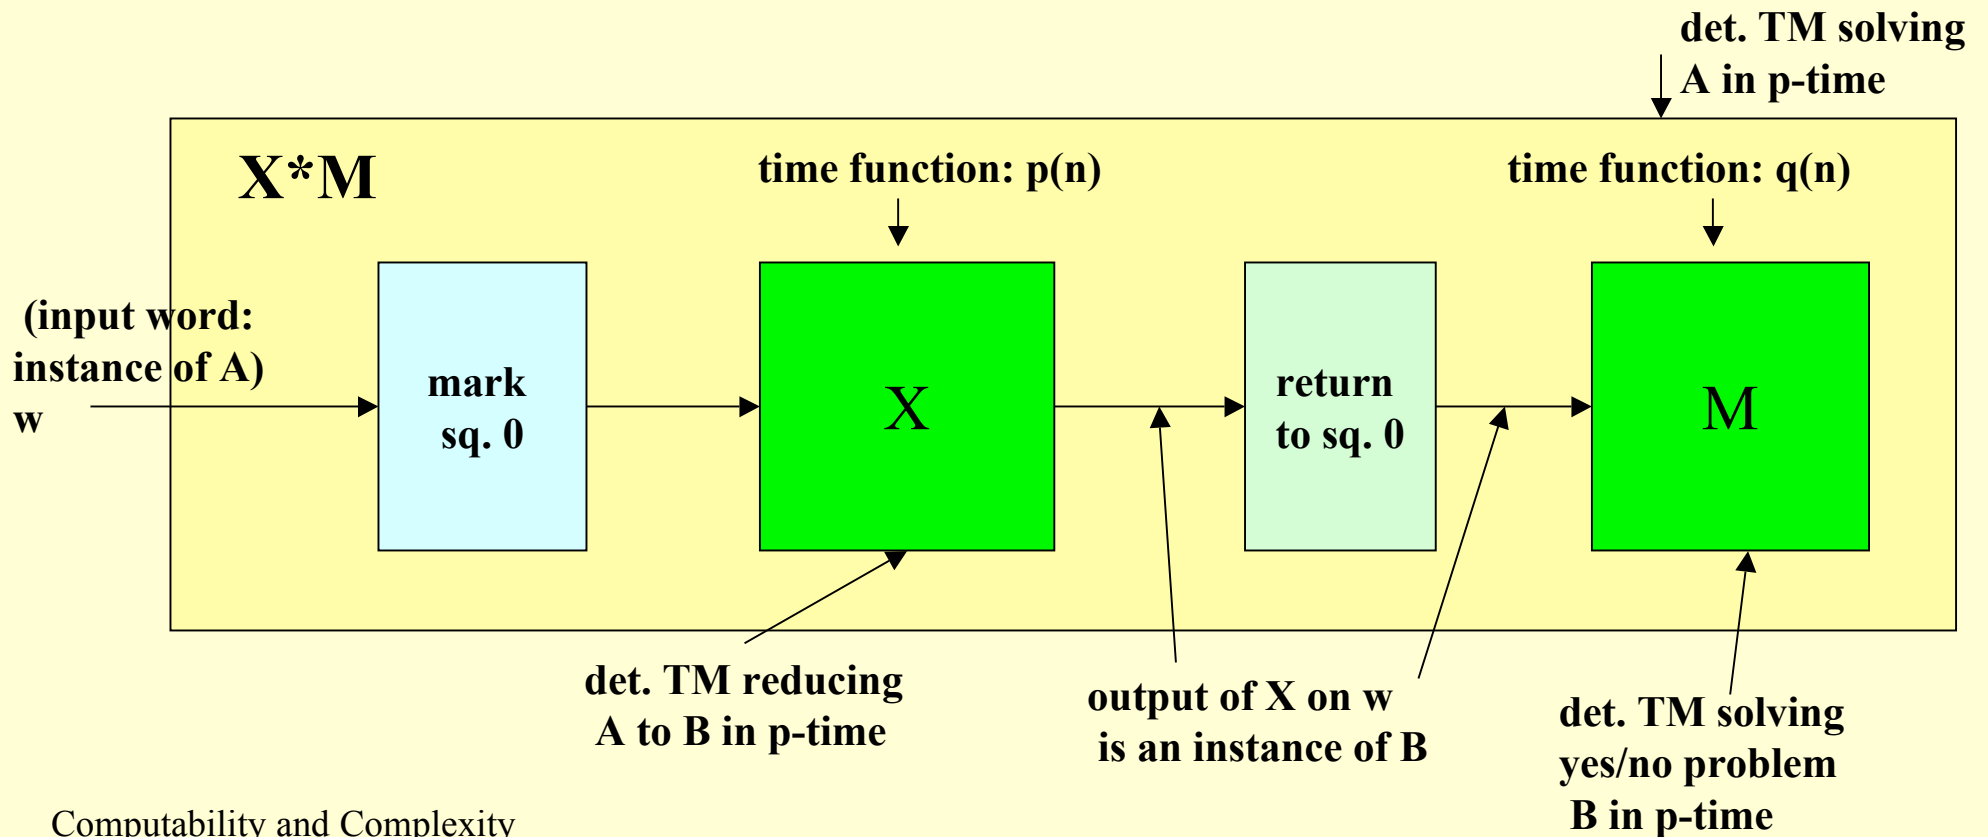 det. TM solving
A in p-time
X*M
time function: p(n)
time function: q(n)
(input word:
instance of A)
w
mark
sq. 0
X
return
to sq. 0
M
det. TM reducing
A to B in p-time
output of X on w
is an instance of B
det. TM solving
yes/no problem
B in p-time
Computability and Complexity